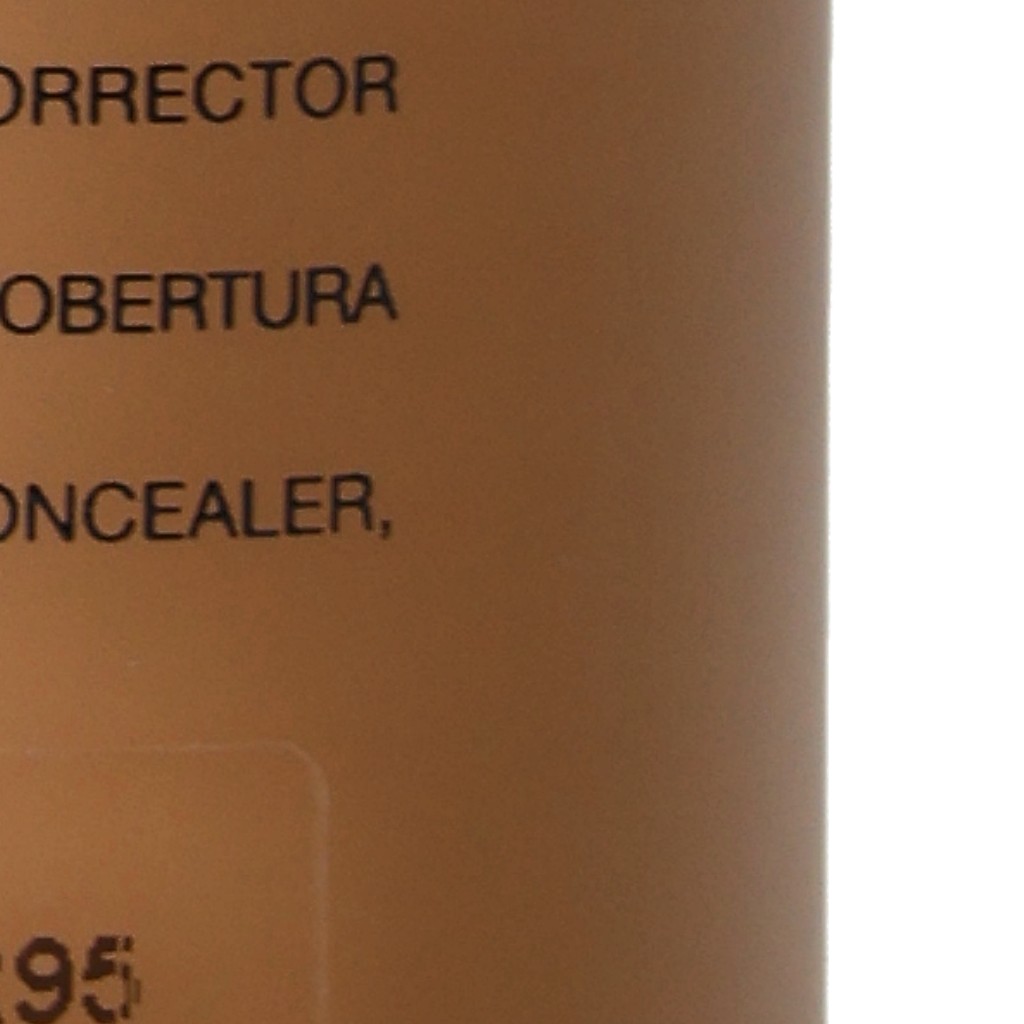 ORRECTOR
OBERTURA
ONCEALER,
95